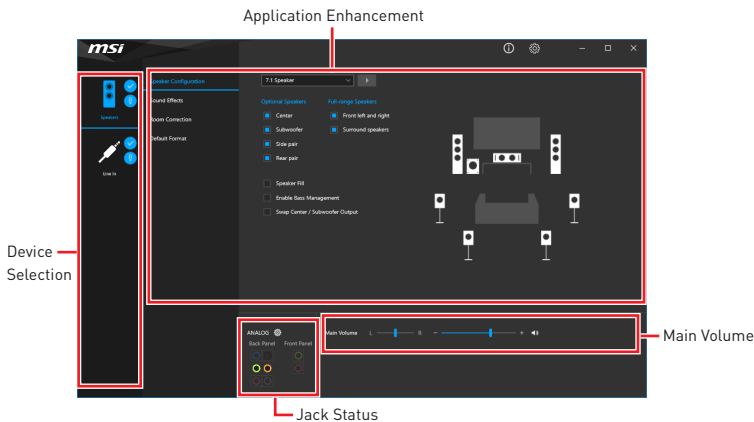 Application Enhancement
msi
Speaker Configuration
Sound Effects
Room Correction
Default Format
Speakers
Line In
7.1 Speaker
Optional Speakers
Full-range Speakers
Center
Front left and right
Subwoofer
Surround speakers
Side pair
Rear pair
Speaker Fill
Enable Bass Management
Swap Center / Subwoofer Output
Device
Selection
ANALOG
Back Panel
Front Panel
Main Volume
L
R
Main Volume
Jack Status